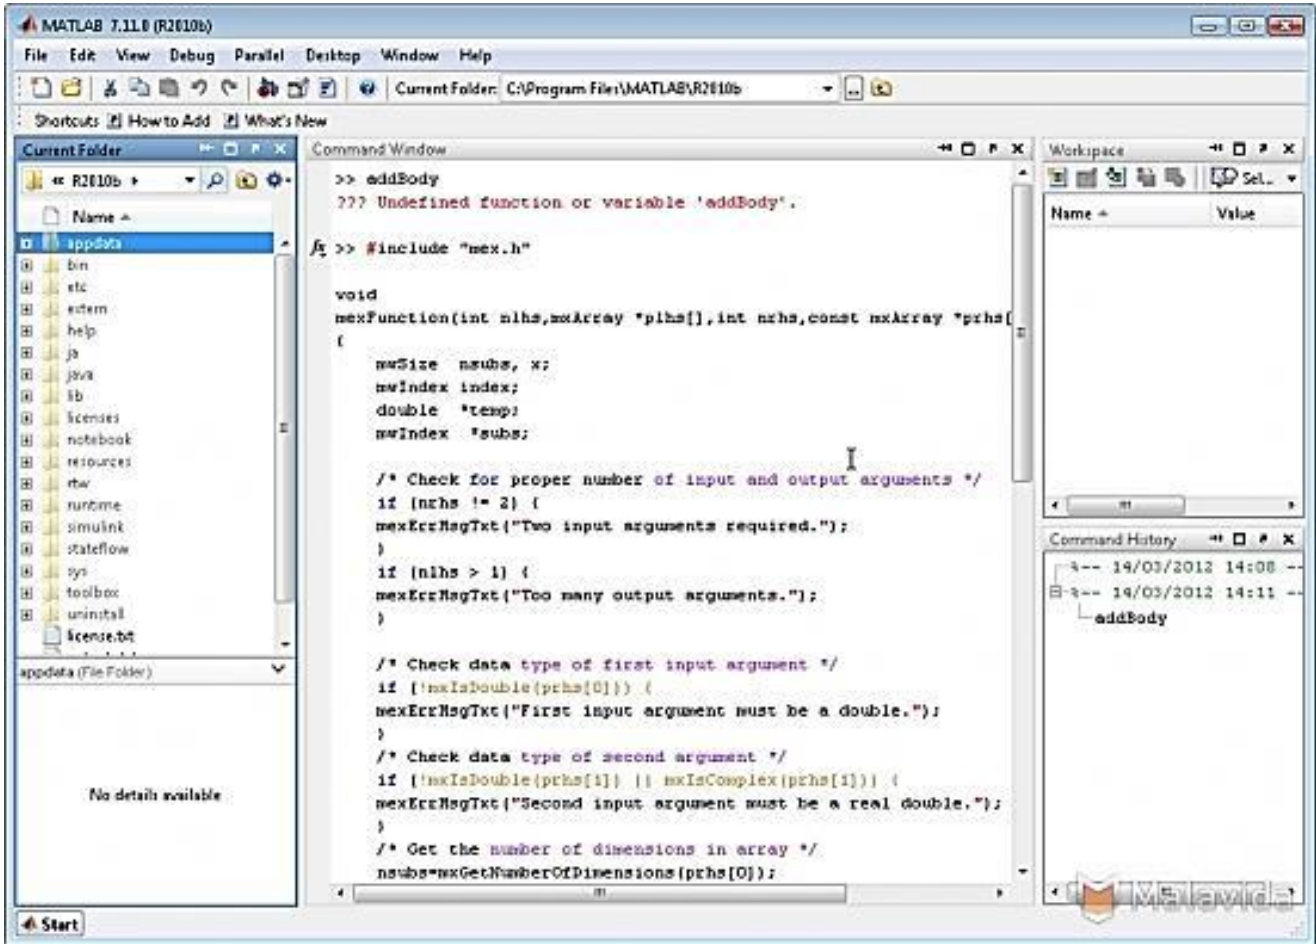 MATLAB 7.11.0 (R2010b)
File Edit View Debug Parallel Desktop Window Help
Current Folder: C:\Program Files\MATLAB\R2010b
Shortcuts How to Add What's New
Current Folder
« R2010b
Name
appdata
bin
etc
extern
help
ja
java
lib
licenses
notebook
resources
rtw
runtime
simulink
stateflow
sys
toolbox
uninstall
license.txt
appdata (File Folder)
No details available
Command Window
>> addBody
??? Undefined function or variable 'addBody'.
fx >> #include "mex.h"
void
mexFunction(int nlhs,mxArray *plhs[],int nrhs,const mxArray *prhs[
{
mwSize nsubs, x;
mwIndex index;
double *temp;
mwIndex *subs;
/* Check for proper number of input and output arguments */
if (nrhs != 2) {
mexErrMsgTxt("Two input arguments required.");
}
if (nlhs > 1) {
mexErrMsgTxt("Too many output arguments.");
}
/* Check data type of first input argument */
if (!mxIsDouble(prhs[0])) {
mexErrMsgTxt("First input argument must be a double.");
}
/* Check data type of second argument */
if (!mxIsDouble(prhs[1]) || mxIsComplex(prhs[1])) {
mexErrMsgTxt("Second input argument must be a real double.");
}
/* Get the number of dimensions in array */
nsubs=mxGetNumberOfDimensions(prhs[0]);
Workspace
Sel...
Name Value
Command History
%-- 14/03/2012 14:08 --
%-- 14/03/2012 14:11 --
addBody
Start
Malavida